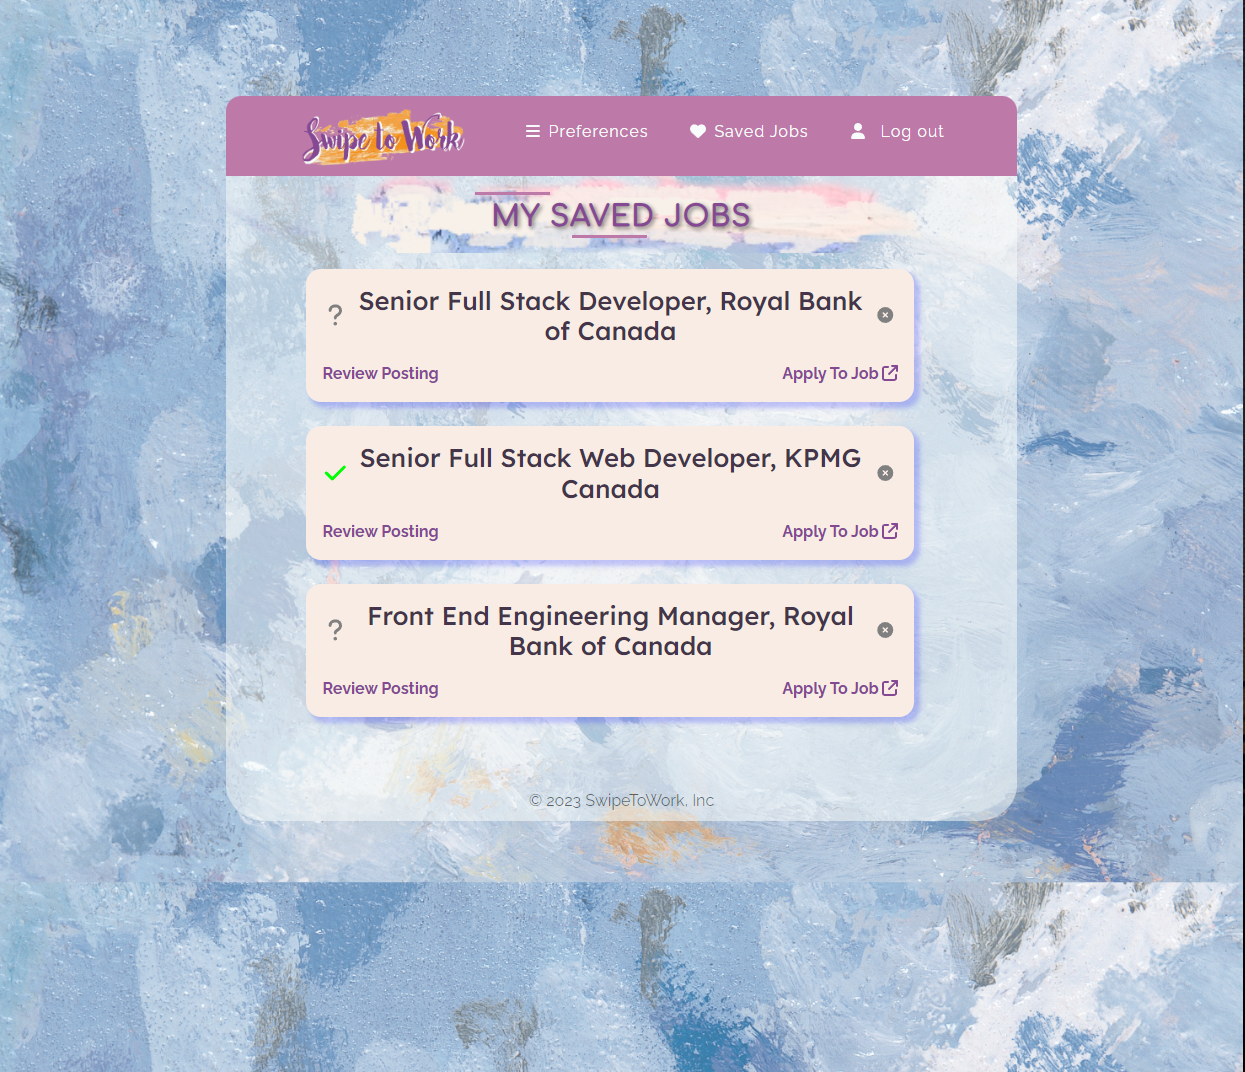 Swipe to Work
Preferences
Saved Jobs
Log out
MY SAVED JOBS
Senior Full Stack Developer, Royal Bank
of Canada
Review Posting
Apply To Job
Senior Full Stack Web Developer, KPMG
Canada
Review Posting
Apply To Job
Front End Engineering Manager, Royal
Bank of Canada
Review Posting
Apply To Job
© 2023 SwipeToWork, Inc